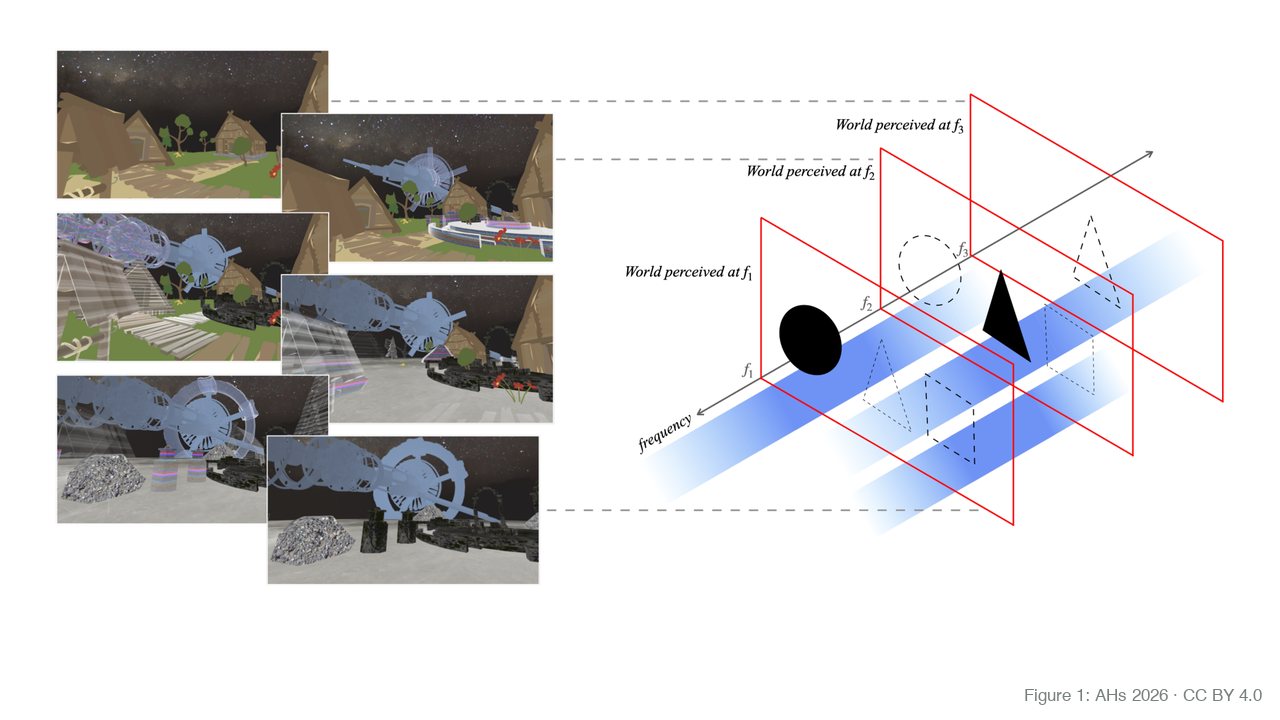 World perceived at f3
World perceived at f2
World perceived at f1
f3
f2
f1
frequency
Figure 1: AHs 2026 · CC BY 4.0